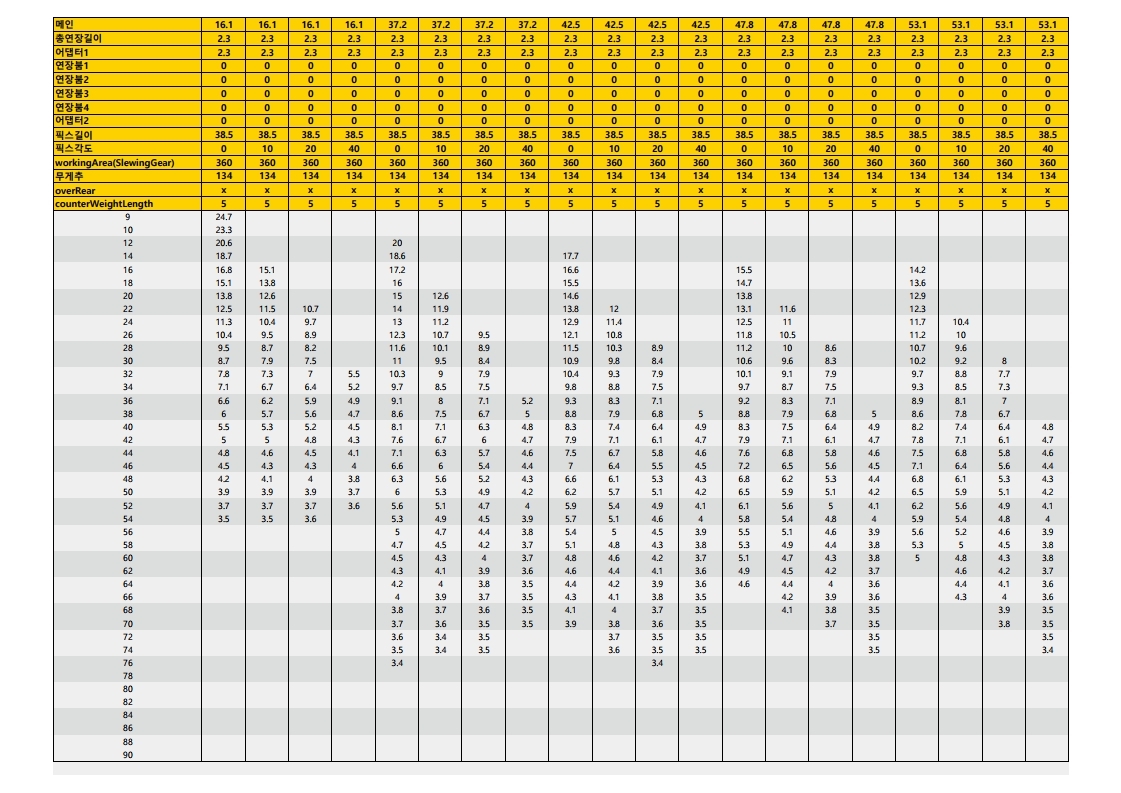 메인 16.1 16.1 16.1 16.1 37.2 37.2 37.2 37.2 42.5 42.5 42.5 42.5 47.8 47.8 47.8 47.8 53.1 53.1 53.1 53.1
총연장길이 2.3 2.3 2.3 2.3 2.3 2.3 2.3 2.3 2.3 2.3 2.3 2.3 2.3 2.3 2.3 2.3 2.3 2.3 2.3 2.3
어댑터1 2.3 2.3 2.3 2.3 2.3 2.3 2.3 2.3 2.3 2.3 2.3 2.3 2.3 2.3 2.3 2.3 2.3 2.3 2.3 2.3
연장붐1 0 0 0 0 0 0 0 0 0 0 0 0 0 0 0 0 0 0 0 0
연장붐2 0 0 0 0 0 0 0 0 0 0 0 0 0 0 0 0 0 0 0 0
연장붐3 0 0 0 0 0 0 0 0 0 0 0 0 0 0 0 0 0 0 0 0
연장붐4 0 0 0 0 0 0 0 0 0 0 0 0 0 0 0 0 0 0 0 0
어댑터2 0 0 0 0 0 0 0 0 0 0 0 0 0 0 0 0 0 0 0 0
픽스길이 38.5 38.5 38.5 38.5 38.5 38.5 38.5 38.5 38.5 38.5 38.5 38.5 38.5 38.5 38.5 38.5 38.5 38.5 38.5 38.5
픽스각도 0 10 20 40 0 10 20 40 0 10 20 40 0 10 20 40 0 10 20 40
workingArea(SlewingGear) 360 360 360 360 360 360 360 360 360 360 360 360 360 360 360 360 360 360 360 360
무게추 134 134 134 134 134 134 134 134 134 134 134 134 134 134 134 134 134 134 134 134
overRear x x x x x x x x x x x x x x x x x x x x
counterWeightLength 5 5 5 5 5 5 5 5 5 5 5 5 5 5 5 5 5 5 5 5
9 24.7
10 23.3
12 20.6 20
14 18.7 18.6 17.7
16 16.8 15.1 17.2 16.6 15.5 14.2
18 15.1 13.8 16 15.5 14.7 13.6
20 13.8 12.6 15 12.6 14.6 13.8 12.9
22 12.5 11.5 10.7 14 11.9 13.8 12 13.1 11.6 12.3
24 11.3 10.4 9.7 13 11.2 12.9 11.4 12.5 11 11.7 10.4
26 10.4 9.5 8.9 12.3 10.7 9.5 12.1 10.8 11.8 10.5 11.2 10
28 9.5 8.7 8.2 11.6 10.1 8.9 11.5 10.3 8.9 11.2 10 8.6 10.7 9.6
30 8.7 7.9 7.5 11 9.5 8.4 10.9 9.8 8.4 10.6 9.6 8.3 10.2 9.2 8
32 7.8 7.3 7 5.5 10.3 9 7.9 10.4 9.3 7.9 10.1 9.1 7.9 9.7 8.8 7.7
34 7.1 6.7 6.4 5.2 9.7 8.5 7.5 9.8 8.8 7.5 9.7 8.7 7.5 9.3 8.5 7.3
36 6.6 6.2 5.9 4.9 9.1 8 7.1 5.2 9.3 8.3 7.1 9.2 8.3 7.1 8.9 8.1 7
38 6 5.7 5.6 4.7 8.6 7.5 6.7 5 8.8 7.9 6.8 5 8.8 7.9 6.8 5 8.6 7.8 6.7
40 5.5 5.3 5.2 4.5 8.1 7.1 6.3 4.8 8.3 7.4 6.4 4.9 8.3 7.5 6.4 4.9 8.2 7.4 6.4 4.8
42 5 5 4.8 4.3 7.6 6.7 6 4.7 7.9 7.1 6.1 4.7 7.9 7.1 6.1 4.7 7.8 7.1 6.1 4.7
44 4.8 4.6 4.5 4.1 7.1 6.3 5.7 4.6 7.5 6.7 5.8 4.6 7.6 6.8 5.8 4.6 7.5 6.8 5.8 4.6
46 4.5 4.3 4.3 4 6.6 6 5.4 4.4 7 6.4 5.5 4.5 7.2 6.5 5.6 4.5 7.1 6.4 5.6 4.4
48 4.2 4.1 4 3.8 6.3 5.6 5.2 4.3 6.6 6.1 5.3 4.3 6.8 6.2 5.3 4.4 6.8 6.1 5.3 4.3
50 3.9 3.9 3.9 3.7 6 5.3 4.9 4.2 6.2 5.7 5.1 4.2 6.5 5.9 5.1 4.2 6.5 5.9 5.1 4.2
52 3.7 3.7 3.7 3.6 5.6 5.1 4.7 4 5.9 5.4 4.9 4.1 6.1 5.6 5 4.1 6.2 5.6 4.9 4.1
54 3.5 3.5 3.6 5.3 4.9 4.5 3.9 5.7 5.1 4.6 4 5.8 5.4 4.8 4 5.9 5.4 4.8 4
56 5 4.7 4.4 3.8 5.4 5 4.5 3.9 5.5 5.1 4.6 3.9 5.6 5.2 4.6 3.9
58 4.7 4.5 4.2 3.7 5.1 4.8 4.3 3.8 5.3 4.9 4.4 3.8 5.3 5 4.5 3.8
60 4.5 4.3 4 3.7 4.8 4.6 4.2 3.7 5.1 4.7 4.3 3.7 5 4.8 4.3 3.8
62 4.3 4.1 3.9 3.6 4.6 4.4 4.1 3.6 4.9 4.5 4.2 3.7 4.6 4.2 3.7
64 4.2 4 3.8 3.5 4.4 4.2 3.9 3.6 4.6 4.4 4 3.6 4.4 4.1 3.6
66 4 3.9 3.7 3.5 4.3 4.1 3.8 3.5 4.2 3.9 3.6 4.3 4 3.6
68 3.8 3.7 3.6 3.5 4.1 4 3.7 3.5 4.1 3.8 3.5 3.9 3.5
70 3.7 3.6 3.5 3.5 3.9 3.8 3.6 3.5 3.7 3.5 3.8 3.5
72 3.6 3.4 3.5 3.7 3.5 3.5 3.5 3.5
74 3.5 3.4 3.5 3.6 3.5 3.5 3.5 3.4
76 3.4 3.4
78
80
82
84
86
88
90